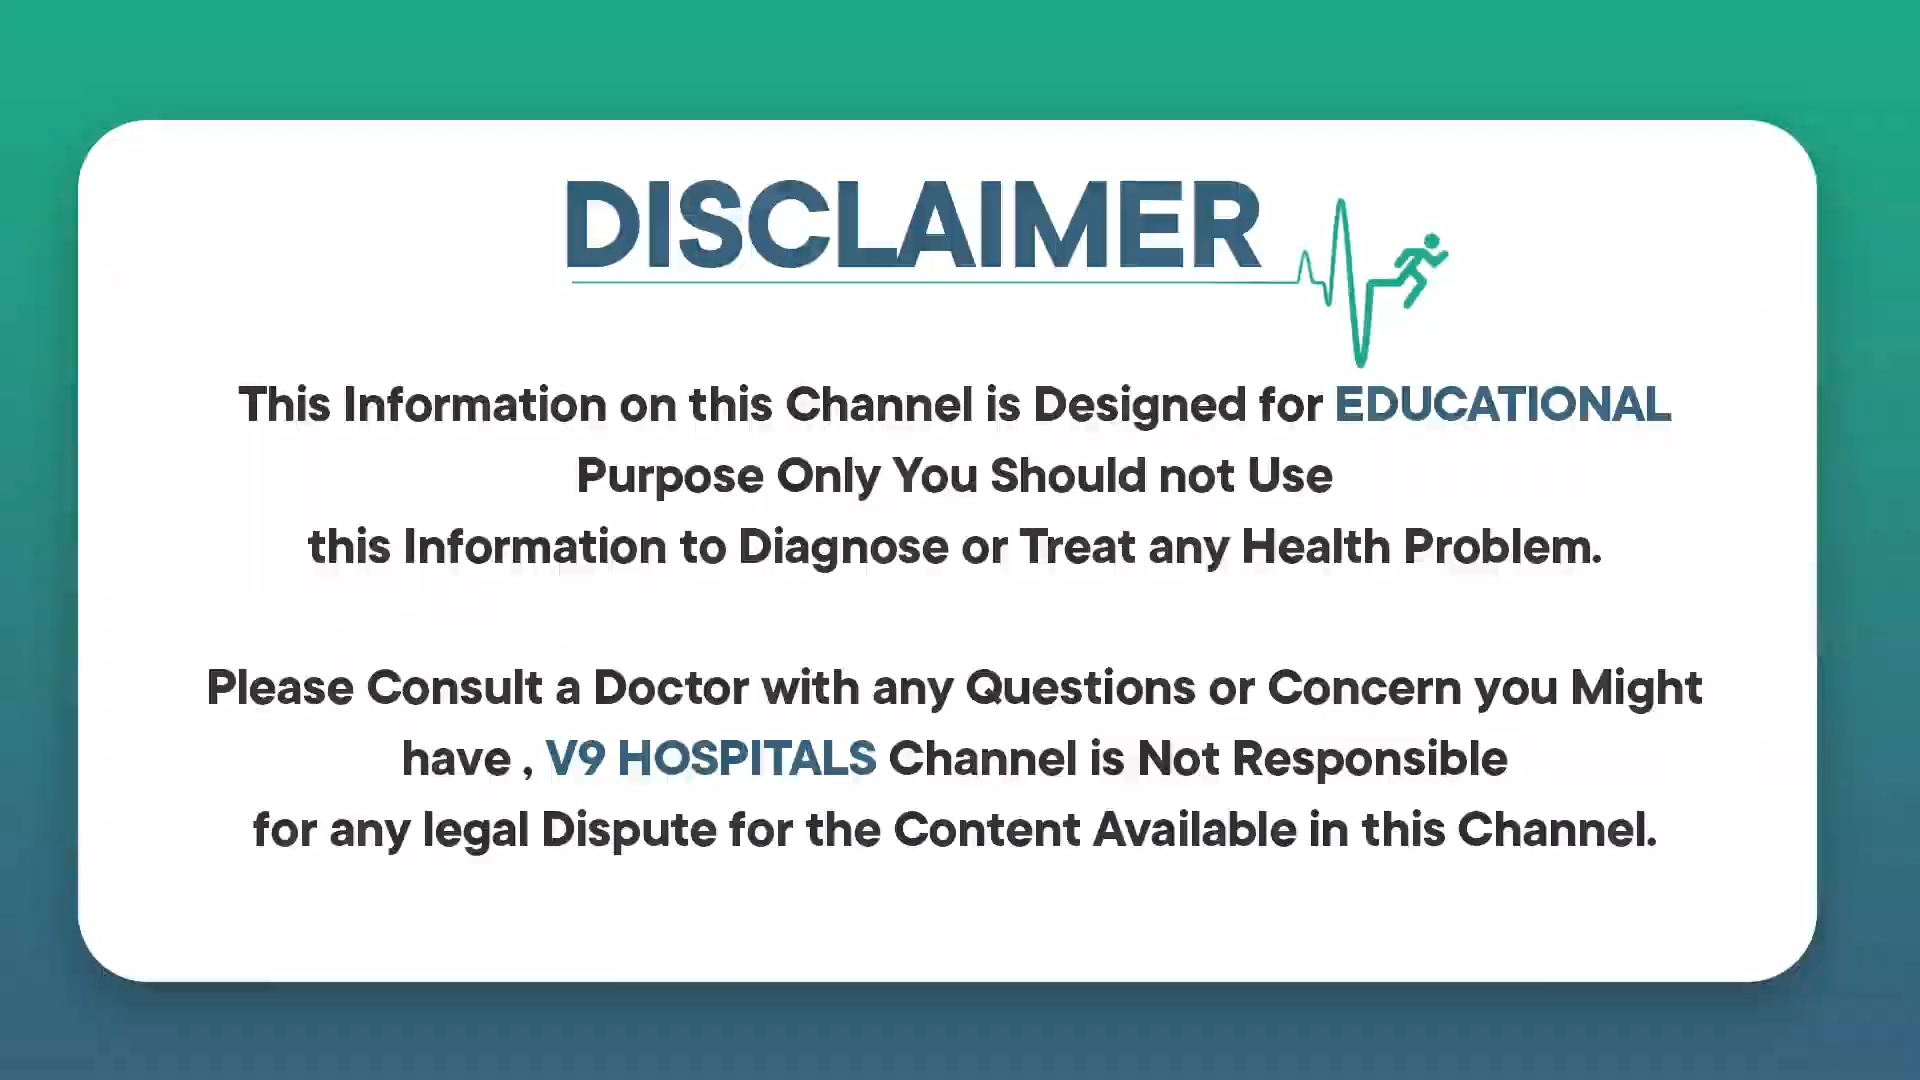 DISCLAIMER
This Information on this Channel is Designed for EDUCATIONAL
Purpose Only You Should not Use
this Information to Diagnose or Treat any Health Problem.
Please Consult a Doctor with any Questions or Concern you Might
have , V9 HOSPITALS Channel is Not Responsible
for any legal Dispute for the Content Available in this Channel.